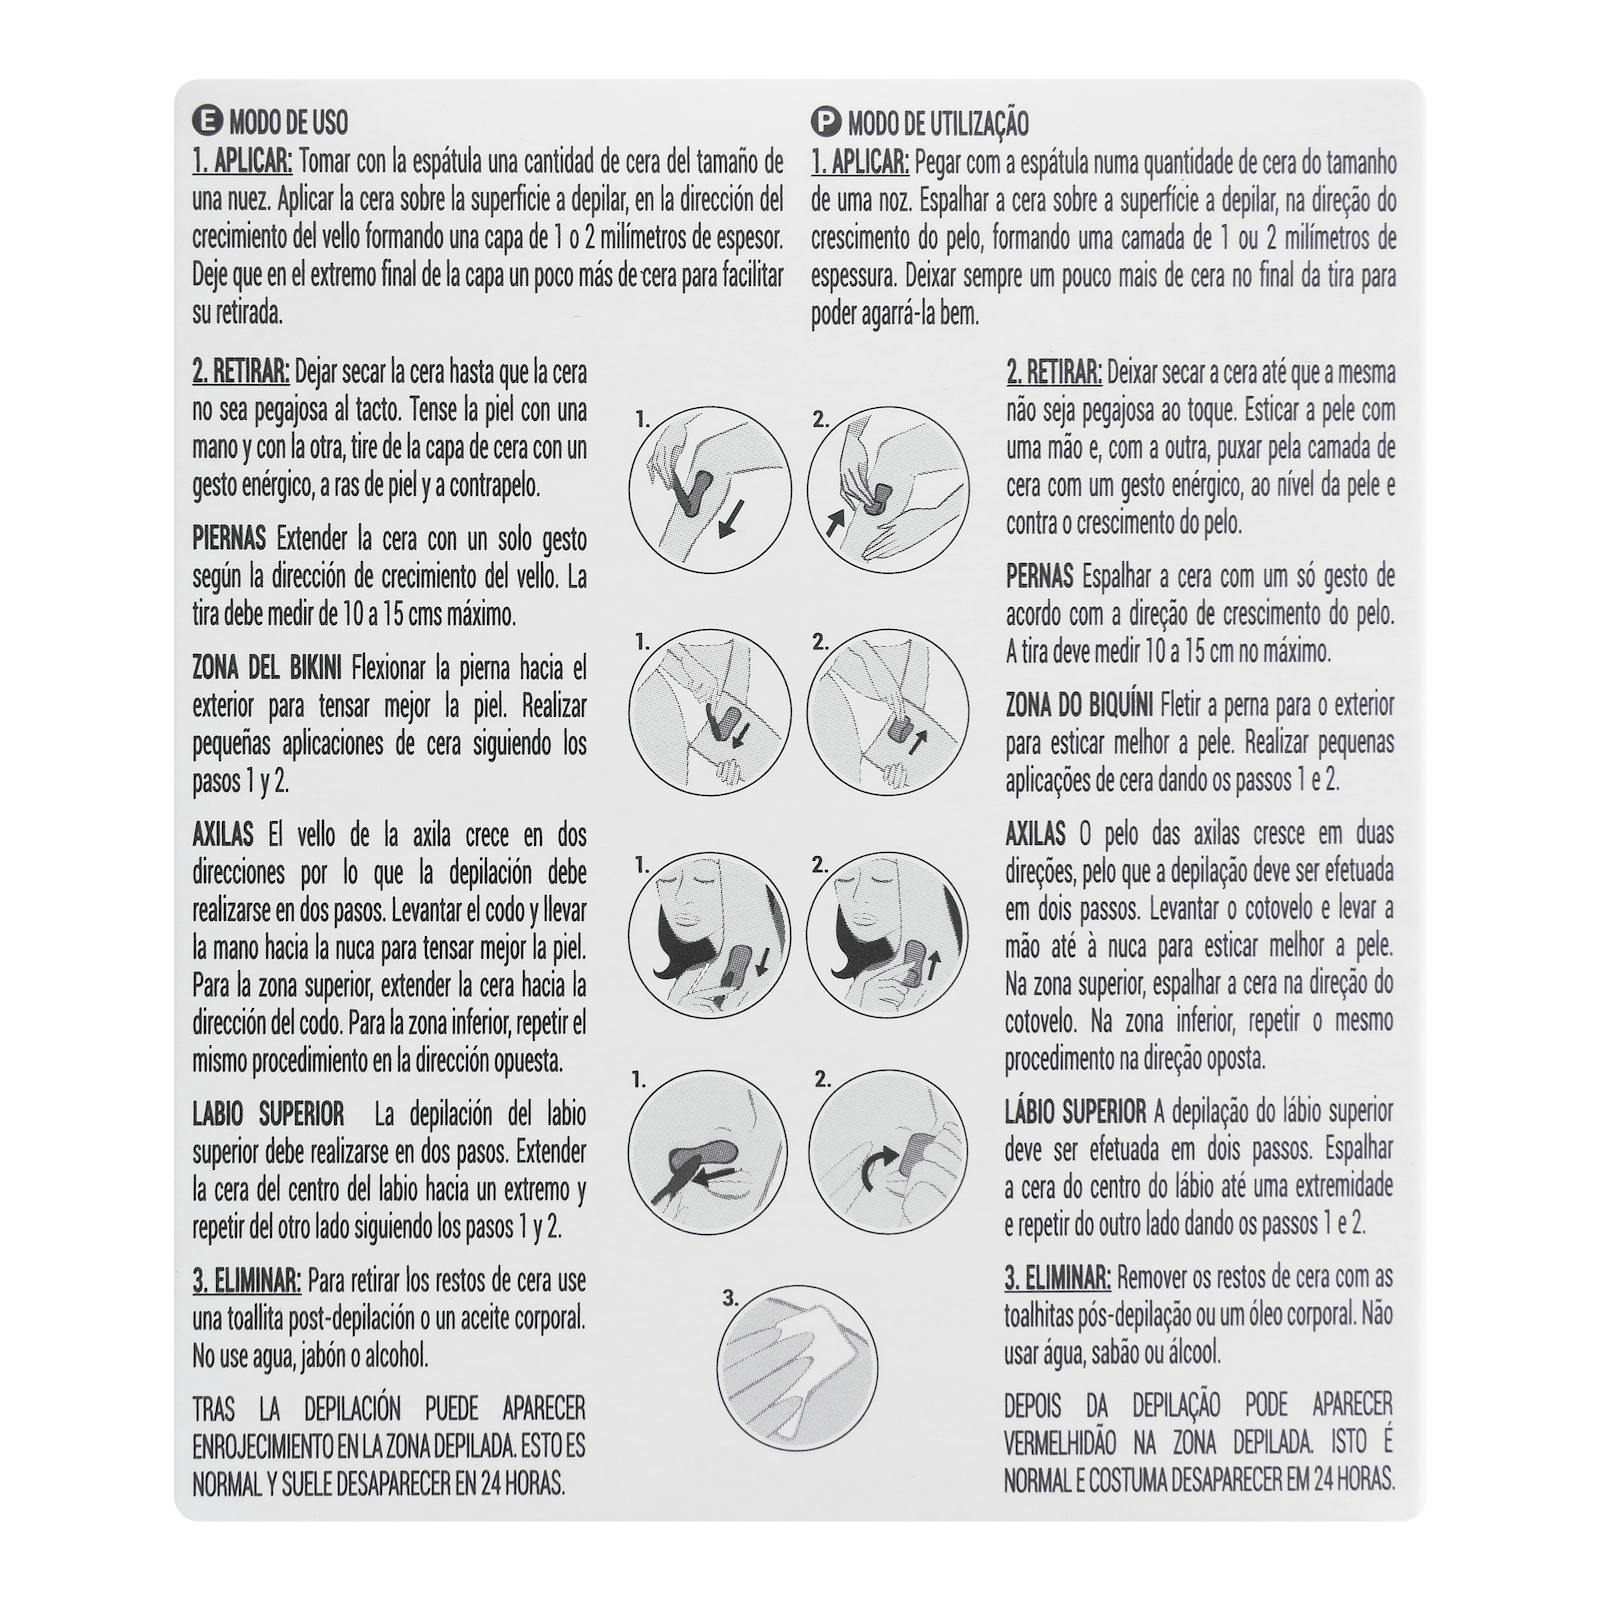 E MODO DE USO
1. APLICAR: Tomar con la espátula una cantidad de cera del tamaño de
una nuez. Aplicar la cera sobre la superficie a depilar, en la dirección del
crecimiento del vello formando una capa de 1 o 2 milímetros de espesor.
Deje que en el extremo final de la capa un poco más de cera para facilitar
su retirada.
2. RETIRAR: Dejar secar la cera hasta que la cera
no sea pegajosa al tacto. Tense la piel con una
mano y con la otra, tire de la capa de cera con un
gesto enérgico, a ras de piel y a contrapelo.
PIERNAS Extender la cera con un solo gesto
según la dirección de crecimiento del vello. La
tira debe medir de 10 a 15 cms máximo.
ZONA DEL BIKINI Flexionar la pierna hacia el
exterior para tensar mejor la piel. Realizar
pequeñas aplicaciones de cera siguiendo los
pasos 1 y 2.
AXILAS El vello de la axila crece en dos
direcciones por lo que la depilación debe
realizarse en dos pasos. Levantar el codo y llevar
la mano hacia la nuca para tensar mejor la piel.
Para la zona superior, extender la cera hacia la
dirección del codo. Para la zona inferior, repetir el
mismo procedimiento en la dirección opuesta.
LABIO SUPERIOR La depilación del labio
superior debe realizarse en dos pasos. Extender
la cera del centro del labio hacia un extremo y
repetir del otro lado siguiendo los pasos 1 y 2.
3. ELIMINAR: Para retirar los restos de cera use
una toallita post-depilación o un aceite corporal.
No use agua, jabón o alcohol.
TRAS LA DEPILACIÓN PUEDE APARECER
ENROJECIMIENTO EN LA ZONA DEPILADA. ESTO ES
NORMAL Y SUELE DESAPARECER EN 24 HORAS.
1. 2.
1. 2.
1. 2.
1. 2.
3.
P MODO DE UTILIZAÇÃO
1. APLICAR: Pegar com a espátula numa quantidade de cera do tamanho
de uma noz. Espalhar a cera sobre a superfície a depilar, na direção do
crescimento do pelo, formando uma camada de 1 ou 2 milímetros de
espessura. Deixar sempre um pouco mais de cera no final da tira para
poder agarrá-la bem.
2. RETIRAR: Deixar secar a cera até que a mesma
não seja pegajosa ao toque. Esticar a pele com
uma mão e, com a outra, puxar pela camada de
cera com um gesto enérgico, ao nível da pele e
contra o crescimento do pelo.
PERNAS Espalhar a cera com um só gesto de
acordo com a direção de crescimento do pelo.
A tira deve medir 10 a 15 cm no máximo.
ZONA DO BIQUÍNI Fletir a perna para o exterior
para esticar melhor a pele. Realizar pequenas
aplicações de cera dando os passos 1 e 2.
AXILAS O pelo das axilas cresce em duas
direções, pelo que a depilação deve ser efetuada
em dois passos. Levantar o cotovelo e levar a
mão até à nuca para esticar melhor a pele.
Na zona superior, espalhar a cera na direção do
cotovelo. Na zona inferior, repetir o mesmo
procedimento na direção oposta.
LÁBIO SUPERIOR A depilação do lábio superior
deve ser efetuada em dois passos. Espalhar
a cera do centro do lábio até uma extremidade
e repetir do outro lado dando os passos 1 e 2.
3. ELIMINAR: Remover os restos de cera com as
toalhitas pós-depilação ou um óleo corporal. Não
usar água, sabão ou álcool.
DEPOIS DA DEPILAÇÃO PODE APARECER
VERMELHIDÃO NA ZONA DEPILADA. ISTO É
NORMAL E COSTUMA DESAPARECER EM 24 HORAS.